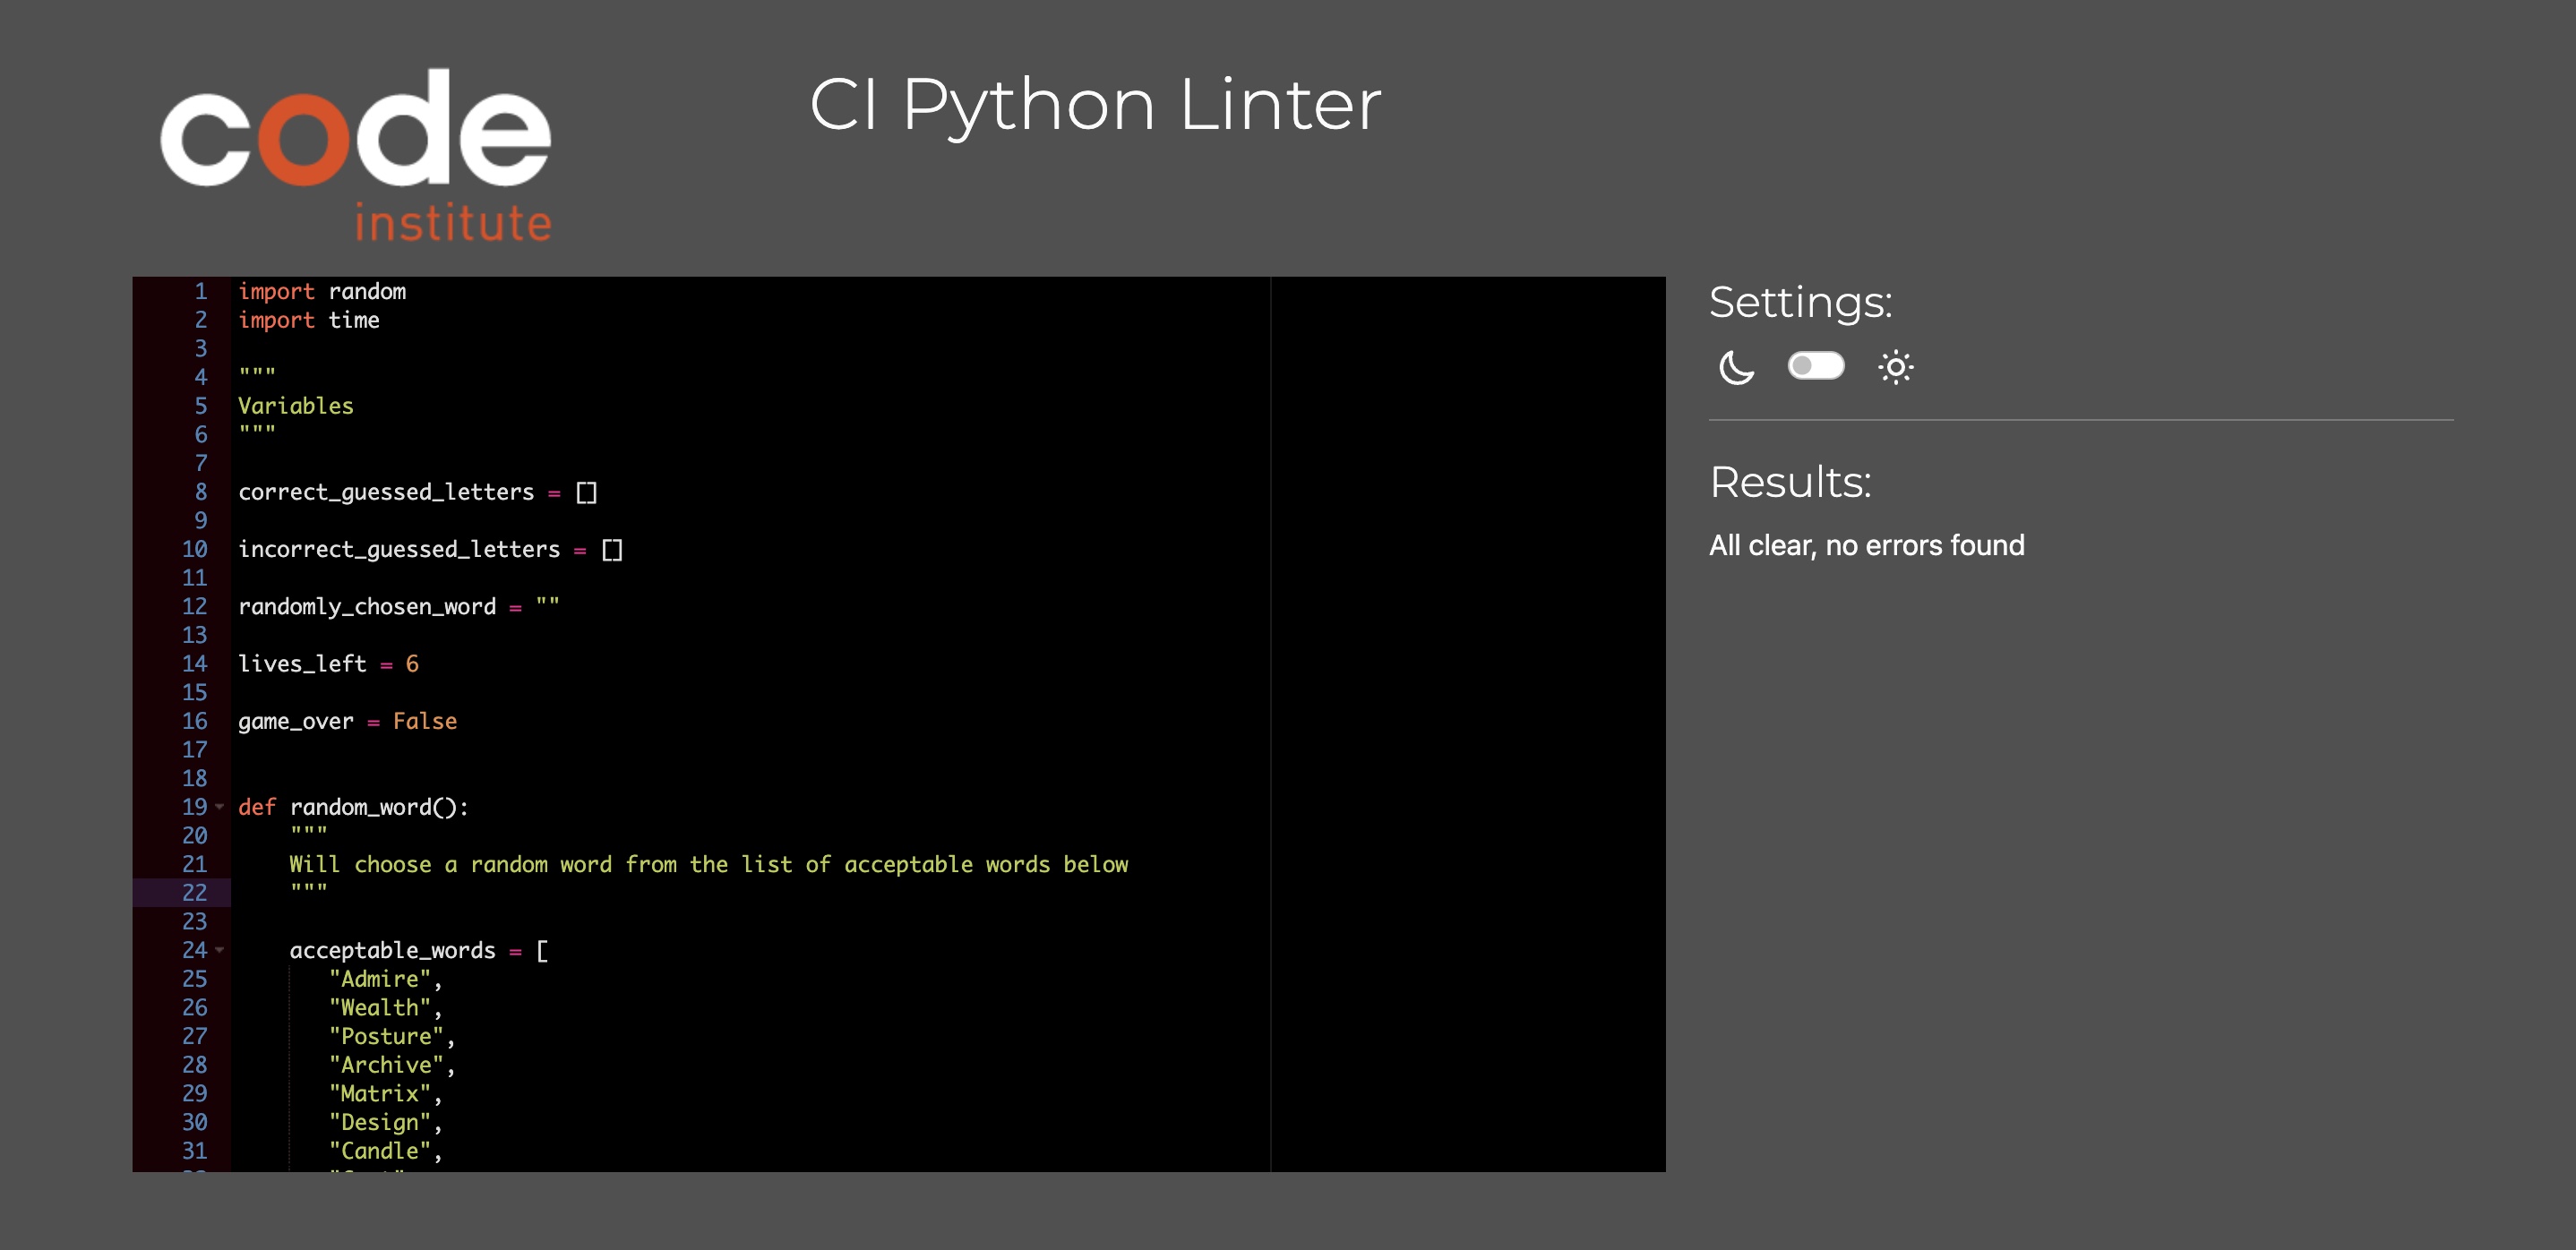 code
institute
CI Python Linter
1 import random
2 import time
3
4 """
5 Variables
6 """
7
8 correct_guessed_letters = []
9
10 incorrect_guessed_letters = []
11
12 randomly_chosen_word = ""
13
14 lives_left = 6
15
16 game_over = False
17
18
19 def random_word():
20     """
21     Will choose a random word from the list of acceptable words below
22     """
23
24     acceptable_words = [
25        "Admire",
26        "Wealth",
27        "Posture",
28        "Archive",
29        "Matrix",
30        "Design",
31        "Candle",
Settings:
Results:
All clear, no errors found